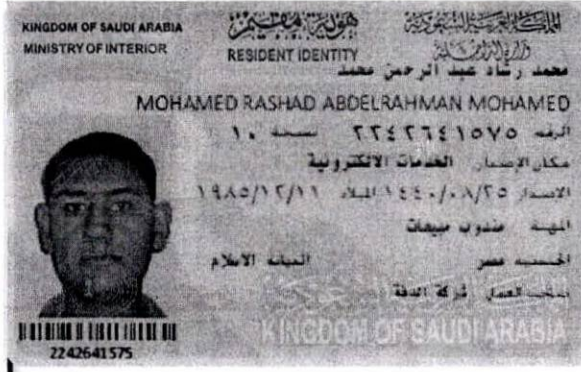 KINGDOM OF SAUDI ARABIA
MINISTRY OF INTERIOR
هوية مقيم
RESIDENT IDENTITY
المملكة العربية السعودية
وزارة الداخلية
محمد رشاد عبد الرحمن محمد
MOHAMED RASHAD ABDELRAHMAN MOHAMED
الرقم ٢٢٤٢٦٤١٥٧٥ نسخة ١٠
مكان الإصدار الخدمات الالكترونية
الاصدار ١٤٤٠/٠٨/٢٥ الميلاد ١٩٨٥/١٢/١١
المهنة مندوب مبيعات
الجنسية مصر الديانة الاسلام
صاحب العمل شركة الدقة
KINGDOM OF SAUDI ARABIA
2242641575